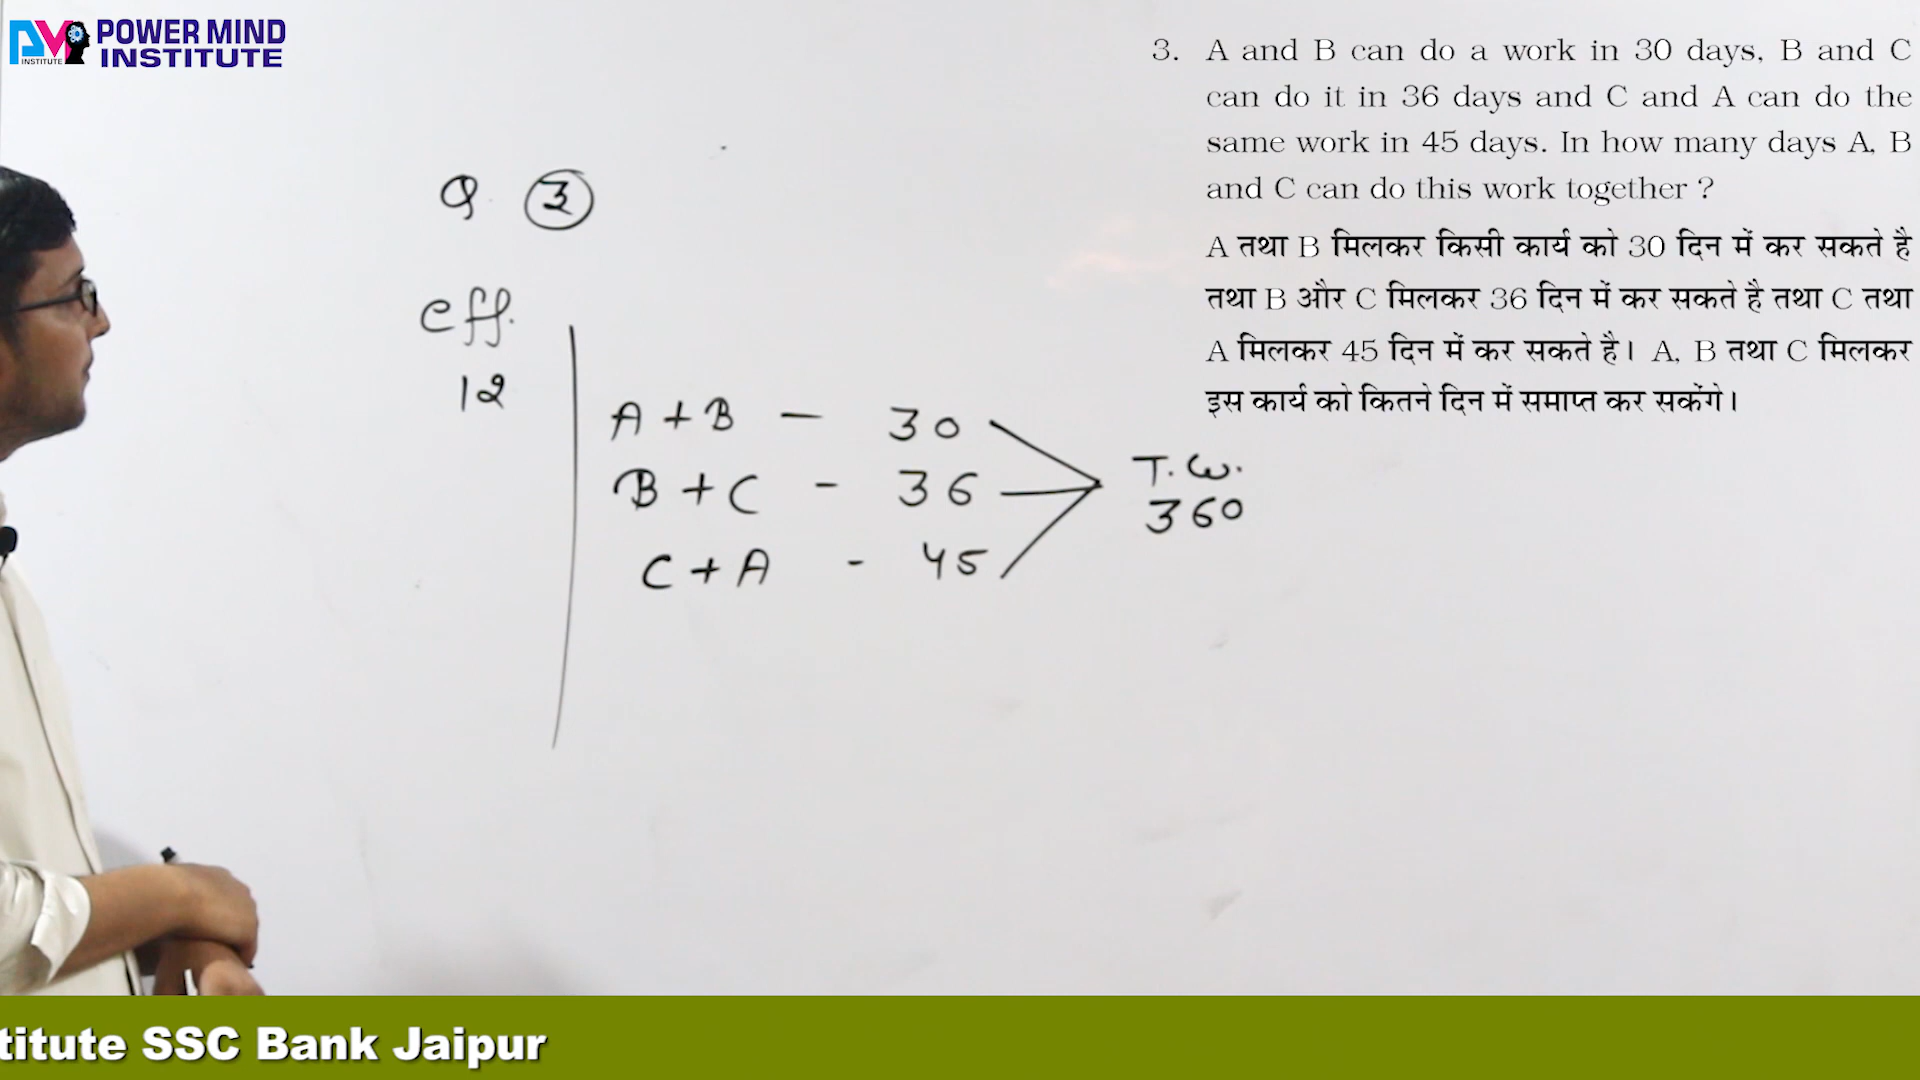 POWER MIND
INSTITUTE
INSTITUTE
3. A and B can do a work in 30 days, B and C
can do it in 36 days and C and A can do the
same work in 45 days. In how many days A, B
and C can do this work together ?
A तथा B मिलकर किसी कार्य को 30 दिन में कर सकते है
तथा B और C मिलकर 36 दिन में कर सकते है तथा C तथा
A मिलकर 45 दिन में कर सकते है। A, B तथा C मिलकर
इस कार्य को कितने दिन में समाप्त कर सकेंगे।
Q. 3
eff.
12
A + B - 30
B + C - 36
C + A - 45
T. W.
360
titute SSC Bank Jaipur